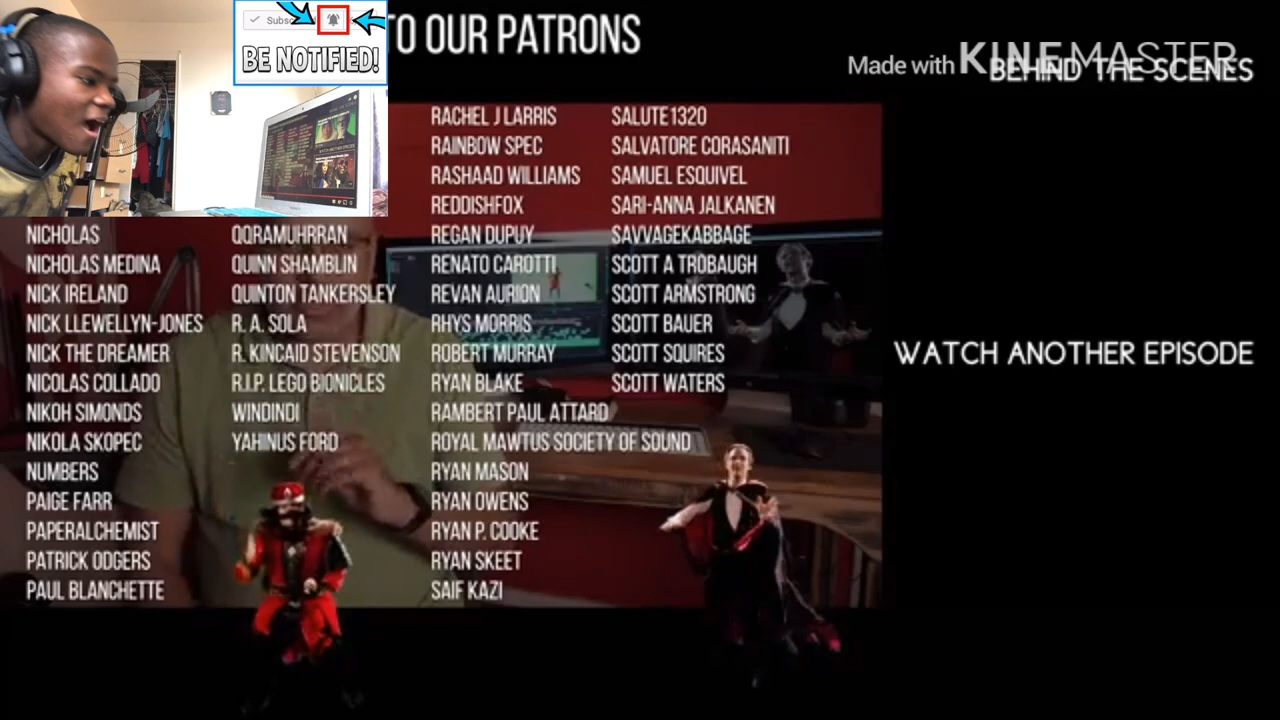 Subsc
BE NOTIFIED!
TO OUR PATRONS
Made with KINEMASTER
BEHIND THE SCENES
RACHEL J LARRIS
RAINBOW SPEC
RASHAAD WILLIAMS
REDDISHFOX
SALUTE1320
SALVATORE CORASANITI
SAMUEL ESQUIVEL
SARI-ANNA JALKANEN
NICHOLAS
NICHOLAS MEDINA
NICK IRELAND
NICK LLEWELLYN-JONES
NICK THE DREAMER
NICOLAS COLLADO
NIKOH SIMONDS
NIKOLA SKOPEC
NUMBERS
PAIGE FARR
PAPERALCHEMIST
PATRICK ODGERS
PAUL BLANCHETTE
QQRAMUHRRAN
QUINN SHAMBLIN
QUINTON TANKERSLEY
R. A. SOLA
R. KINCAID STEVENSON
R.I.P. LEGO BIONICLES
WINDINDI
YAHINUS FORD
REGAN DUPUY
RENATO CAROTTI
REVAN AURION
RHYS MORRIS
ROBERT MURRAY
RYAN BLAKE
RAMBERT PAUL ATTARD
ROYAL MAWTUS SOCIETY OF SOUND
RYAN MASON
RYAN OWENS
RYAN P. COOKE
RYAN SKEET
SAIF KAZI
SAVVAGEKABBAGE
SCOTT A TROBAUGH
SCOTT ARMSTRONG
SCOTT BAUER
SCOTT SQUIRES
SCOTT WATERS
WATCH ANOTHER EPISODE